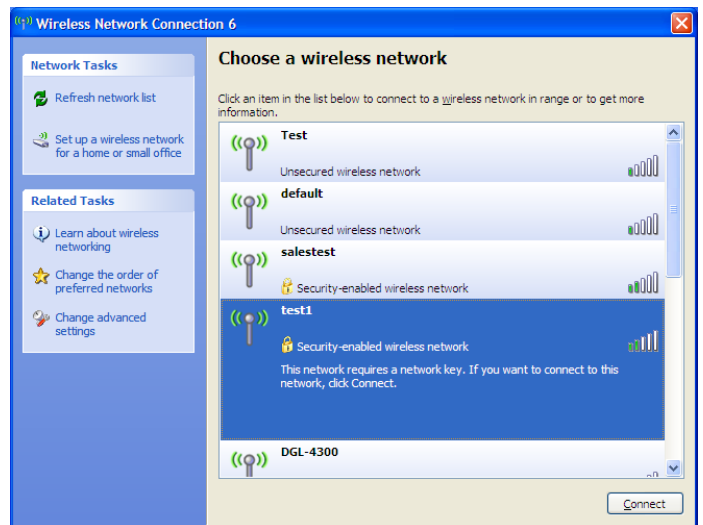 Wireless Network Connection 6
Network Tasks
Refresh network list
Set up a wireless network
for a home or small office
Related Tasks
Learn about wireless
networking
Change the order of
preferred networks
Change advanced
settings
Choose a wireless network
Click an item in the list below to connect to a wireless network in range or to get more
information.
Test
Unsecured wireless network
default
Unsecured wireless network
salestest
Security-enabled wireless network
test1
Security-enabled wireless network
This network requires a network key. If you want to connect to this
network, click Connect.
DGL-4300
Connect